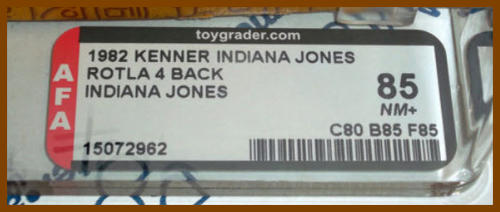 toygrader.com
AFA
1982 KENNER INDIANA JONES
ROTLA 4 BACK
INDIANA JONES
85
NM+
C80 B85 F85
15072962